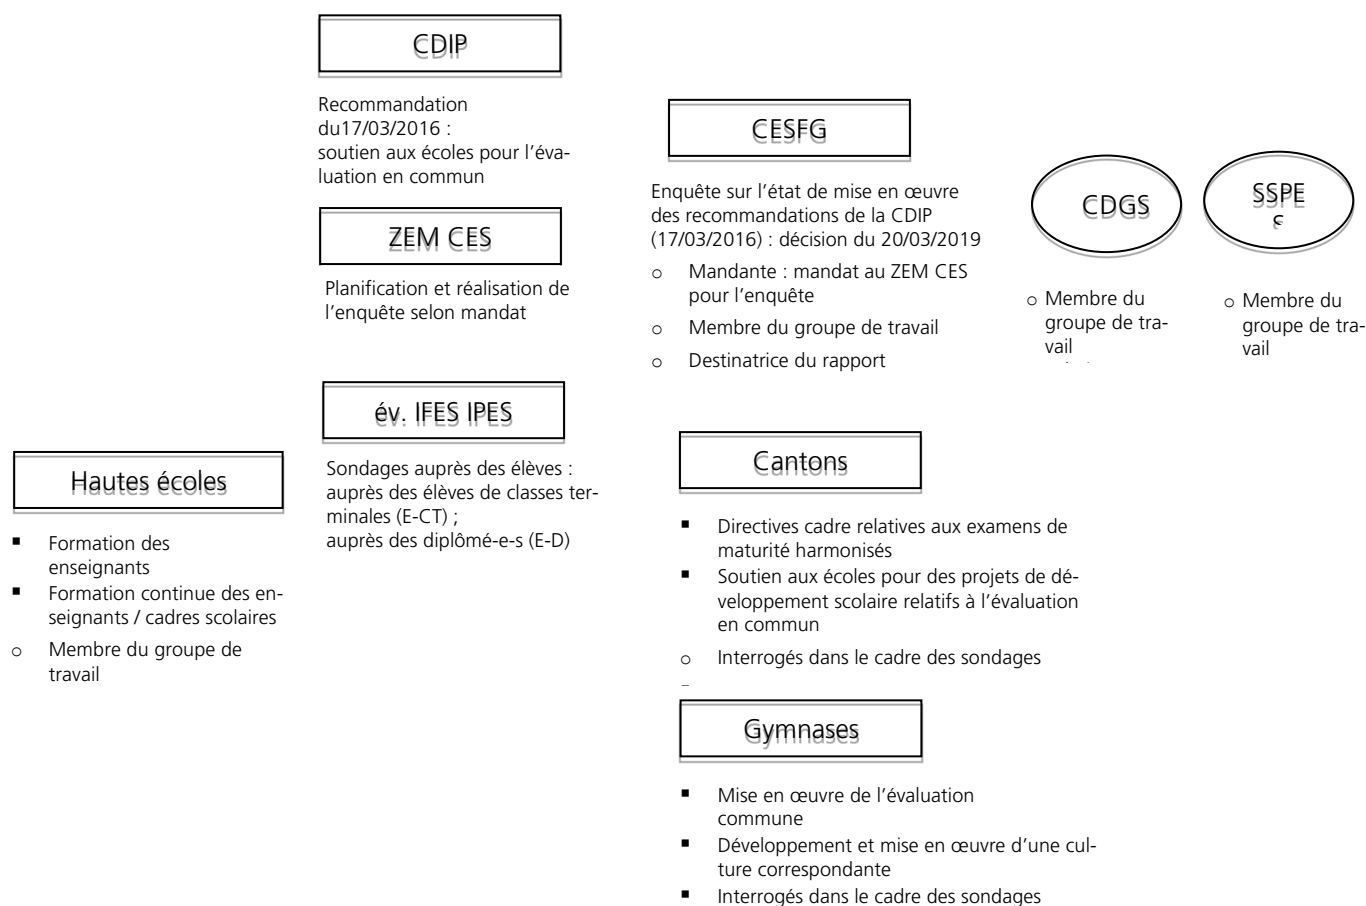 CDIP
Recommandation
du17/03/2016 :
soutien aux écoles pour l’éva-
luation en commun
ZEM CES
Planification et réalisation de
l’enquête selon mandat
év. IFES IPES
Sondages auprès des élèves :
auprès des élèves de classes ter-
minales (E-CT) ;
auprès des diplômé-e-s (E-D)
Hautes écoles
▪ Formation des
enseignants
▪ Formation continue des en-
seignants / cadres scolaires
o Membre du groupe de
travail
CESFG
Enquête sur l’état de mise en œuvre
des recommandations de la CDIP
(17/03/2016) : décision du 20/03/2019
o Mandante : mandat au ZEM CES
pour l’enquête
o Membre du groupe de travail
o Destinatrice du rapport
CDGS
o Membre du
groupe de tra-
vail
SSPE
o Membre du
groupe de tra-
vail
Cantons
▪ Directives cadre relatives aux examens de
maturité harmonisés
▪ Soutien aux écoles pour des projets de dé-
veloppement scolaire relatifs à l’évaluation
en commun
o Interrogés dans le cadre des sondages
Gymnases
▪ Mise en œuvre de l’évaluation
commune
▪ Développement et mise en œuvre d’une cul-
ture correspondante
▪ Interrogés dans le cadre des sondages